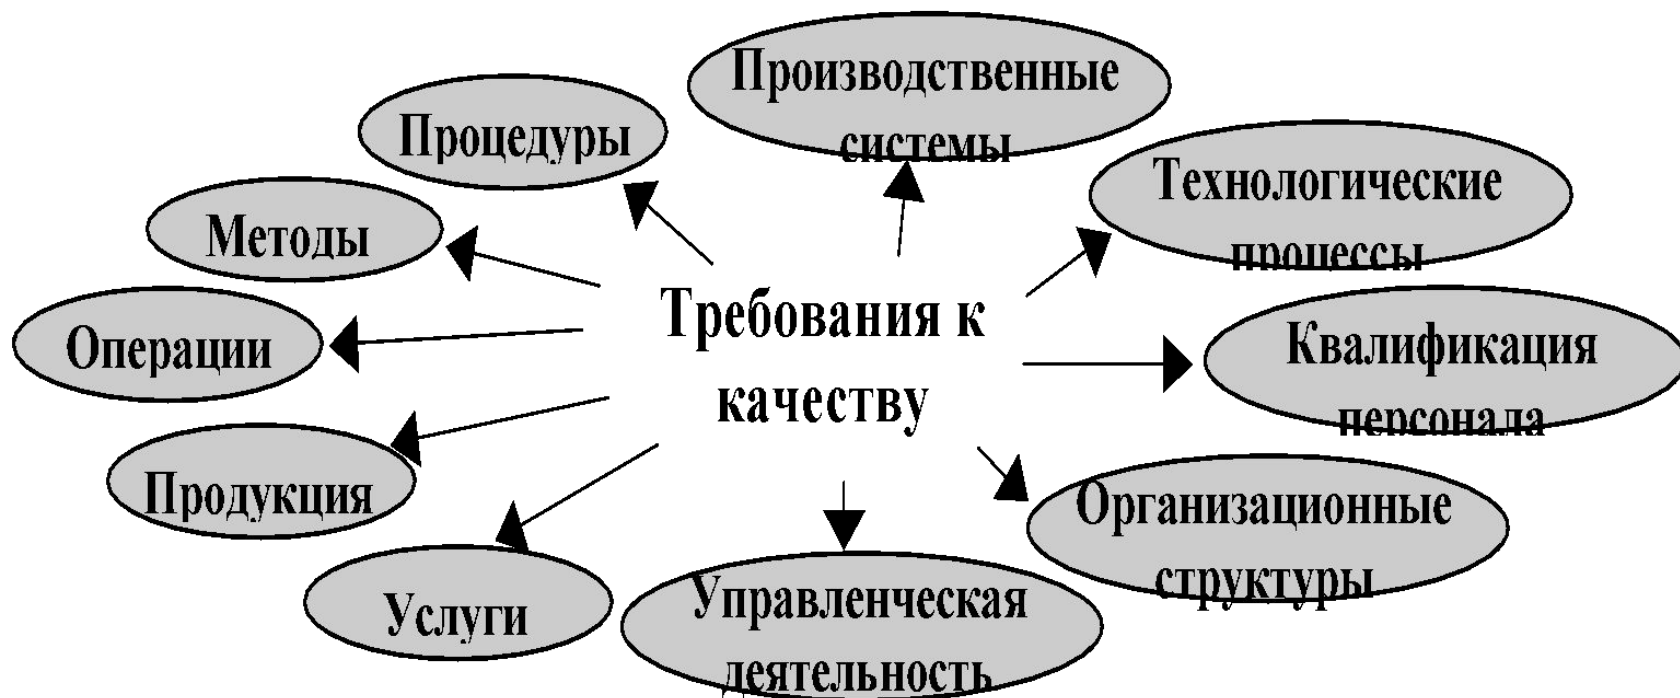 Производственные
системы
Процедуры
Технологические
процессы
Методы
Операции
Требования к
качеству
Квалификация
персонала
Продукция
Организационные
структуры
Услуги
Управленческая
деятельность